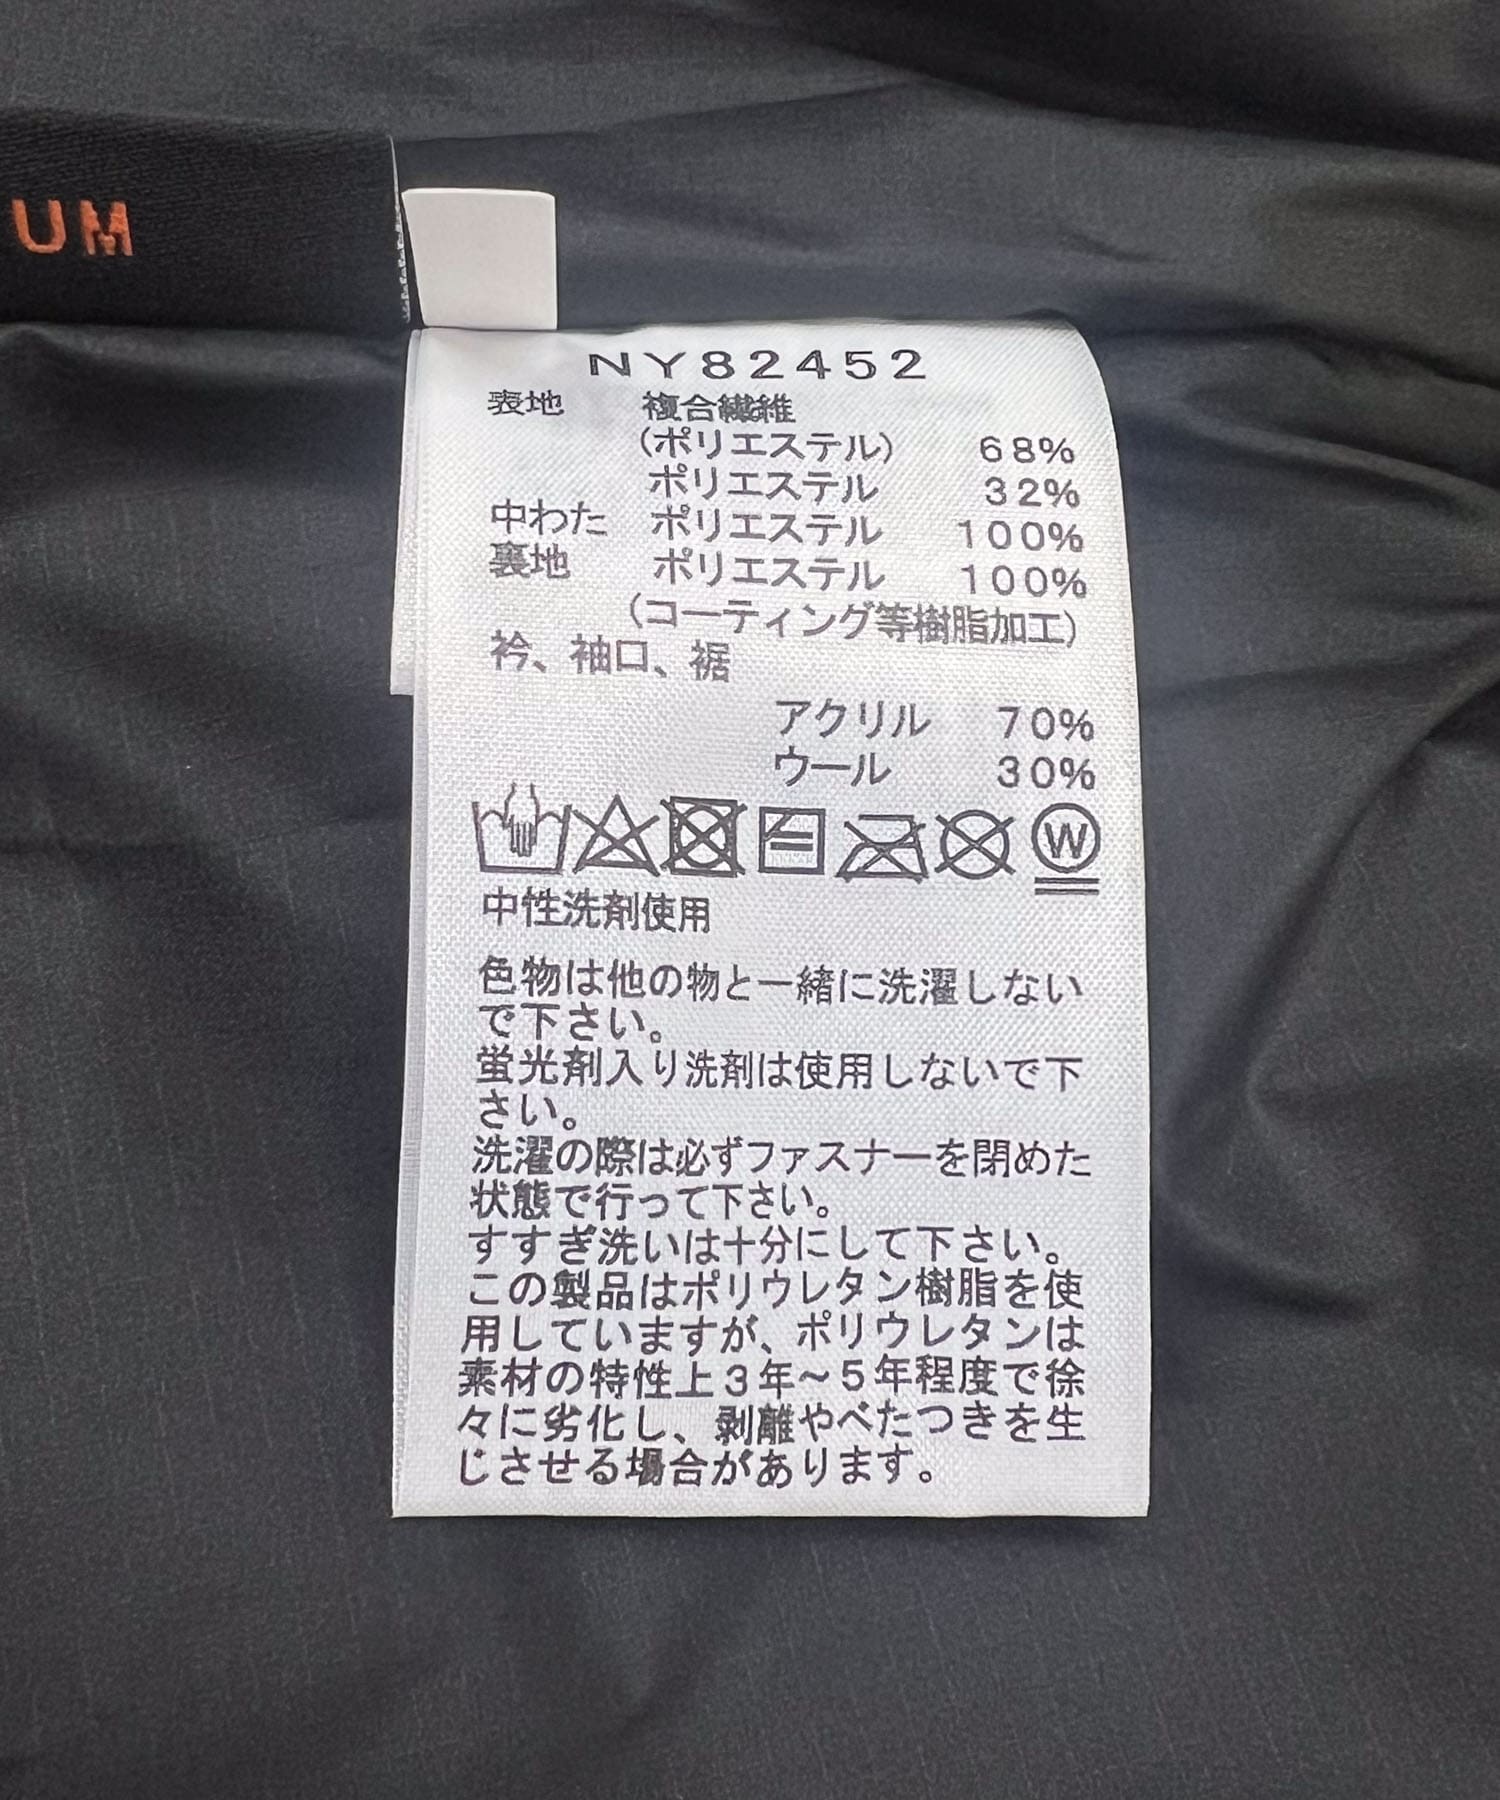 UM
NY82452
表地 複合繊維
(ポリエステル) 68%
ポリエステル 32%
中わた ポリエステル 100%
裏地 ポリエステル 100%
(コーティング等樹脂加工)
衿、袖口、裾
アクリル 70%
ウール 30%
W
中性洗剤使用
色物は他の物と一緒に洗濯しない
で下さい。
蛍光剤入り洗剤は使用しないで下
さい。
洗濯の際は必ずファスナーを閉めた
状態で行って下さい。
すすぎ洗いは十分にして下さい。
この製品はポリウレタン樹脂を使
用していますが、ポリウレタンは
素材の特性上3年~5年程度で徐
々に劣化し、剥離やべたつきを生
じさせる場合があります。